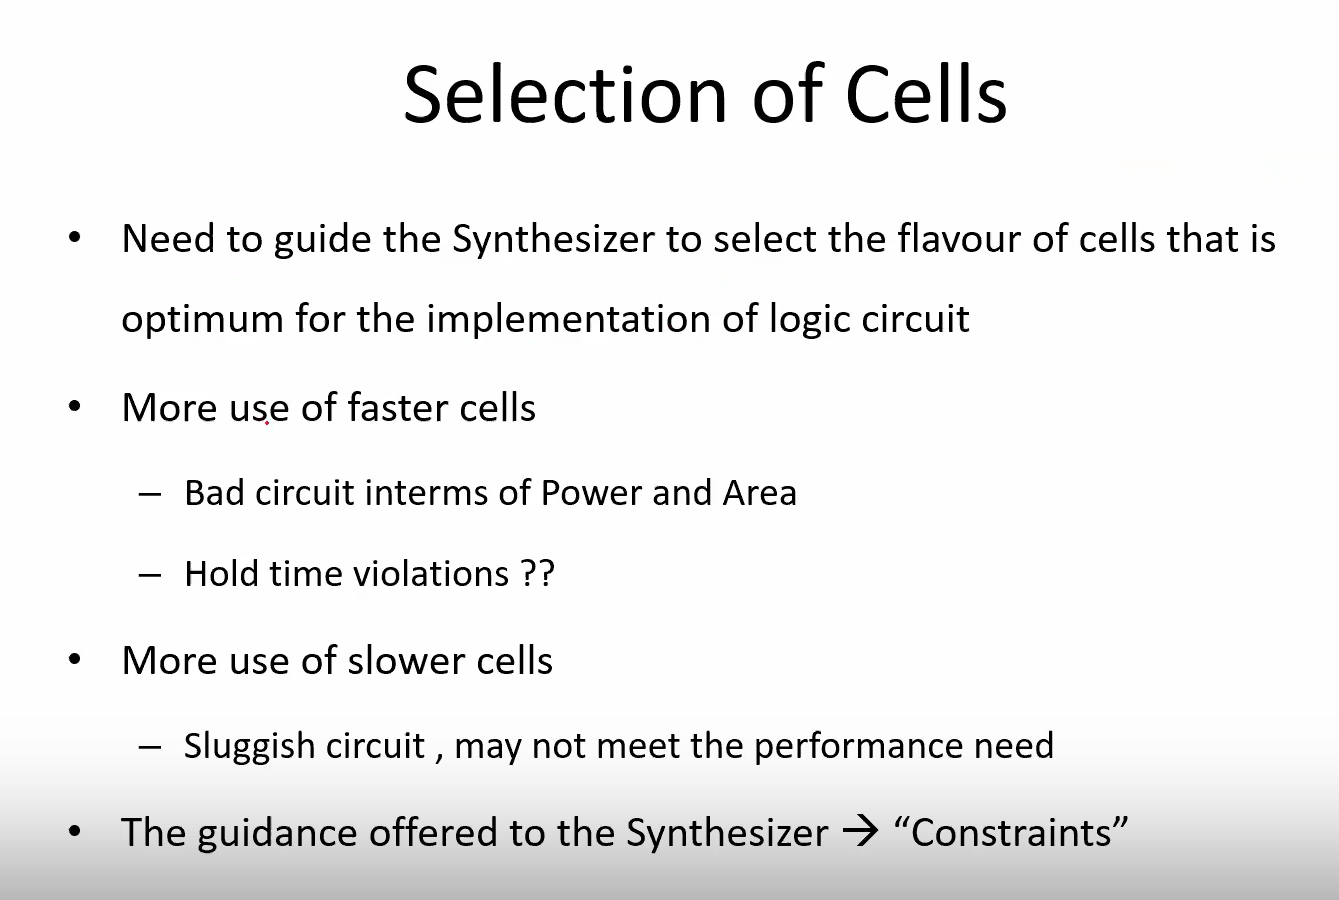 Selection of Cells
• Need to guide the Synthesizer to select the flavour of cells that is
optimum for the implementation of logic circuit
• More use of faster cells
– Bad circuit interms of Power and Area
– Hold time violations ??
• More use of slower cells
– Sluggish circuit , may not meet the performance need
• The guidance offered to the Synthesizer → “Constraints”